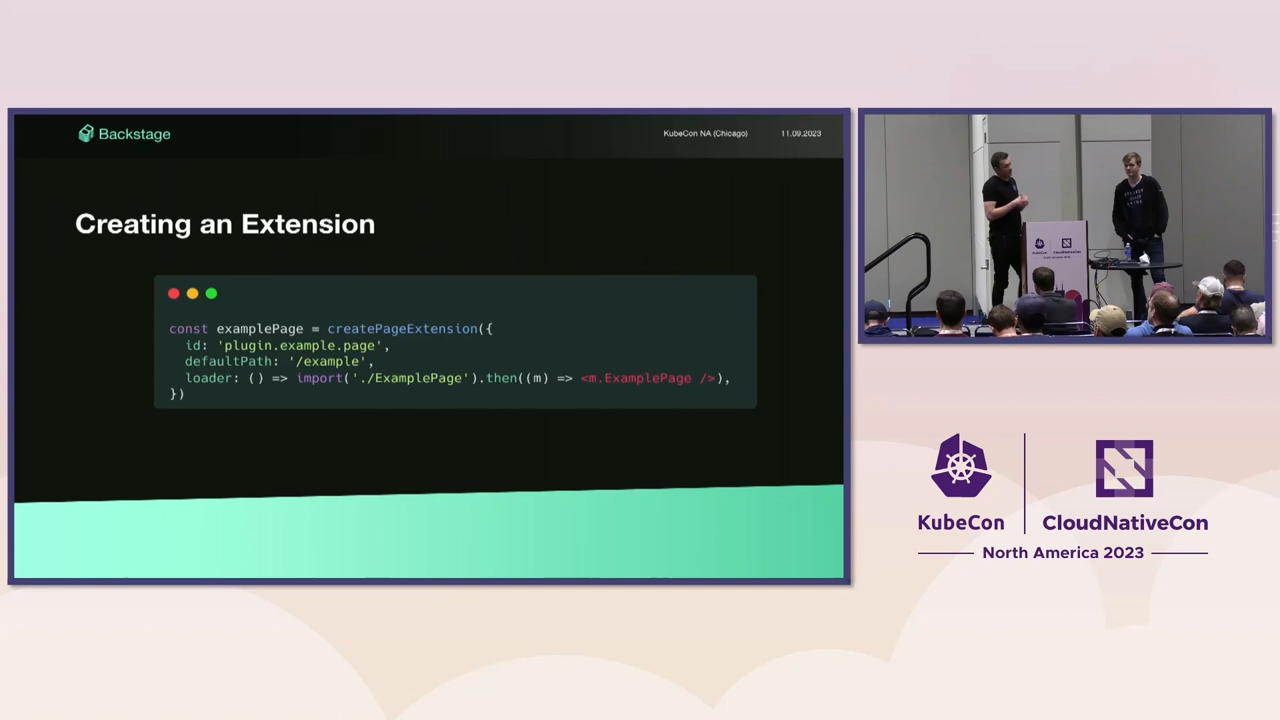 Backstage
KubeCon NA (Chicago)
11.09.2023
Creating an Extension
const examplePage = createPageExtension({
  id: 'plugin.example.page',
  defaultPath: '/example',
  loader: () => import('./ExamplePage').then((m) => <m.ExamplePage />),
})
KubeCon
CloudNativeCon
North America 2023